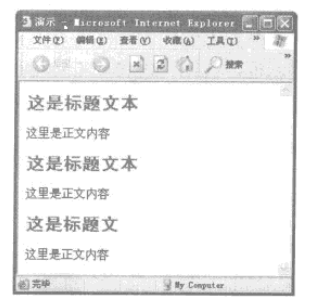 演示 - Microsoft Internet Explorer
文件(F) 编辑(E) 查看(V) 收藏(A) 工具(T) »
搜索 »
这是标题文本
这里是正文内容
这是标题文本
这里是正文内容
这是标题文
这里是正文内容
完毕 My Computer